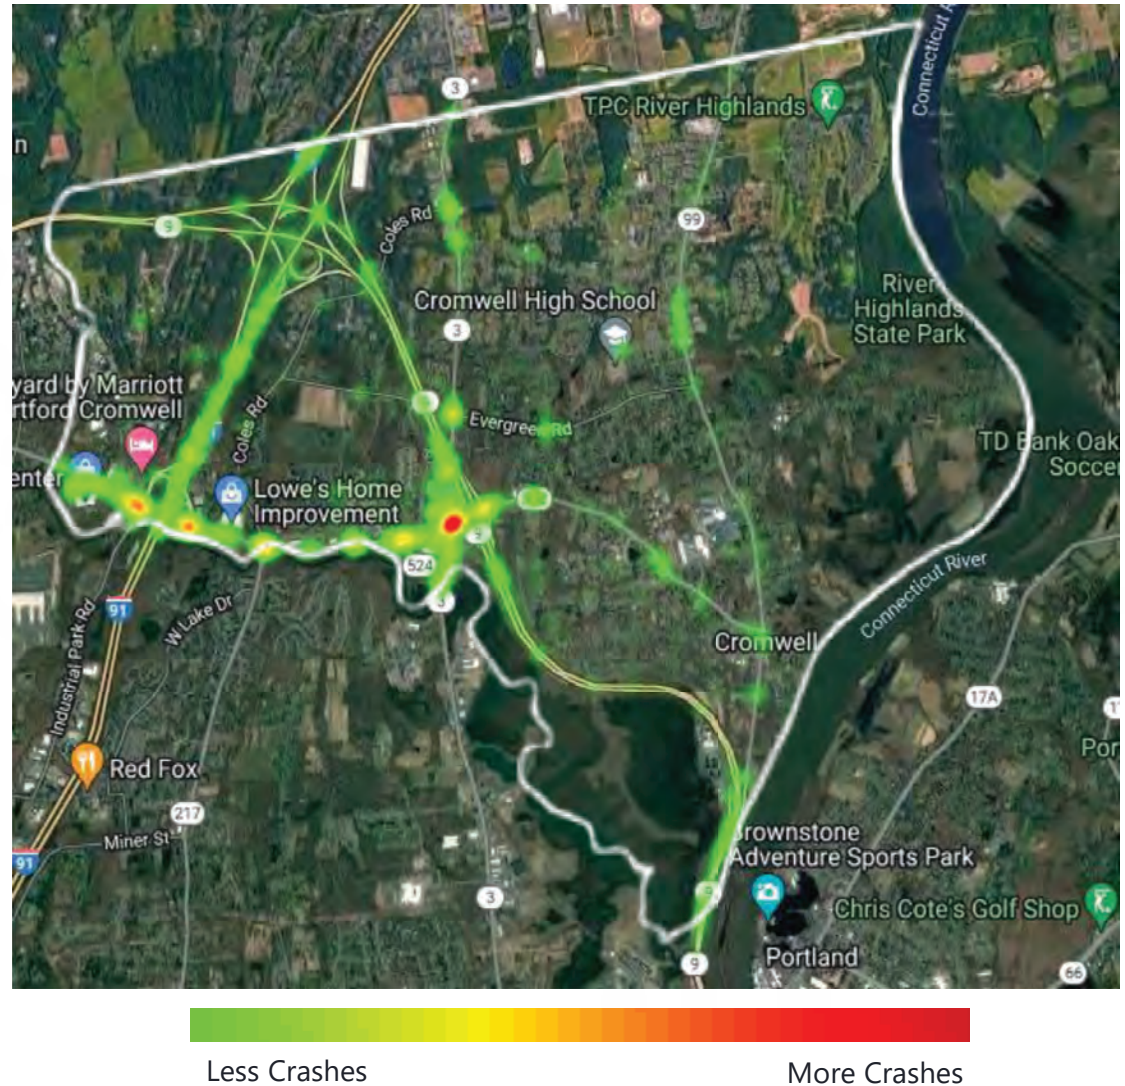 Connecticut R
3
TPC River Highlands
n
Coles Rd
99
9
Cromwell High School
River
Highlands
State Park
3
yard by Marriott
rtford Cromwell
Coles Rd
Evergreen Rd
TD Bank Oak
Soccer
enter
Lowe's Home
Improvement
524
3
Connecticut River
91
Industrial Park Rd
W Lake Dr
Cromwell
17A
17
Por
Red Fox
217
Miner St
91
Brownstone
Adventure Sports Park
9
3
Chris Cote's Golf Shop
Portland
9
66
Less Crashes
More Crashes